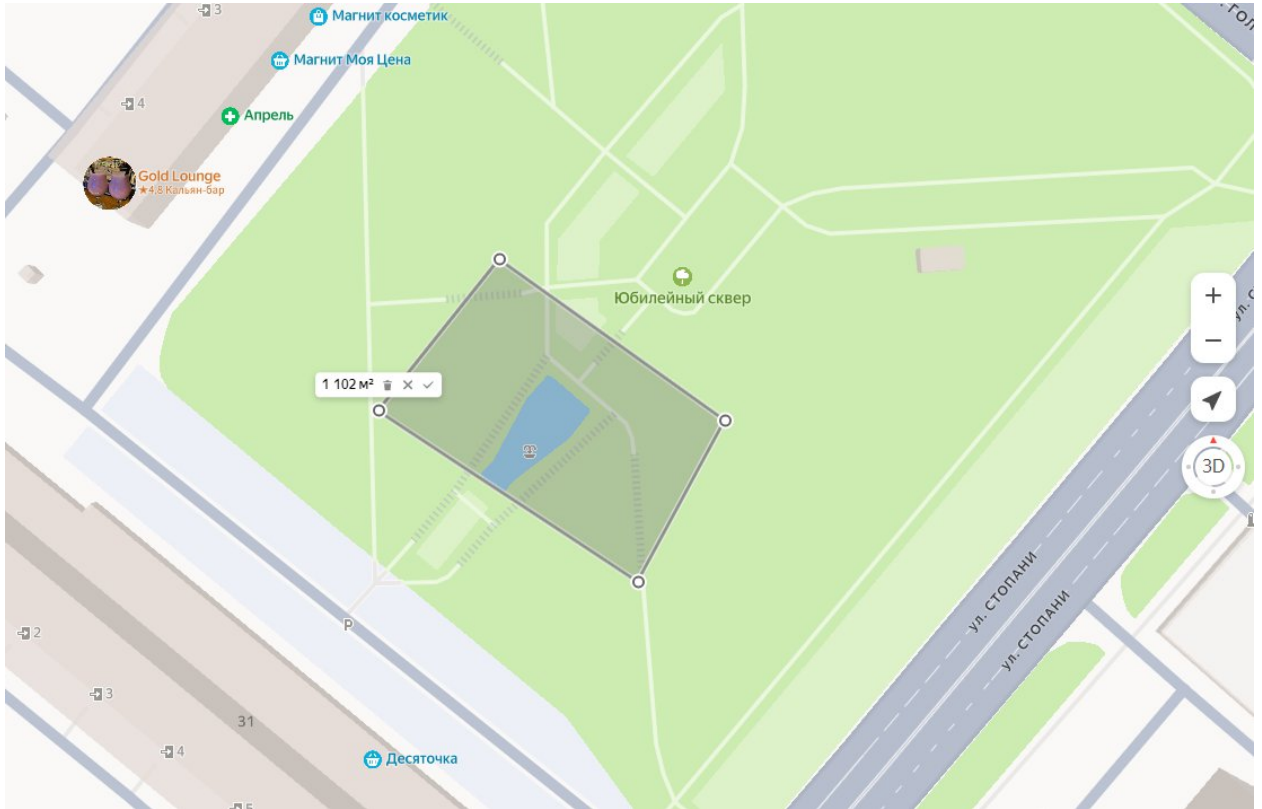 3
Магнит косметик
Магнит Моя Цена
4
Апрель
Gold Lounge
★4,8 Кальян-бар
Юбилейный сквер
1 102 м²
+
−
3D
ул. СТОПАНИ
ул. СТОПАНИ
P
2
3
31
4
Десяточка
5